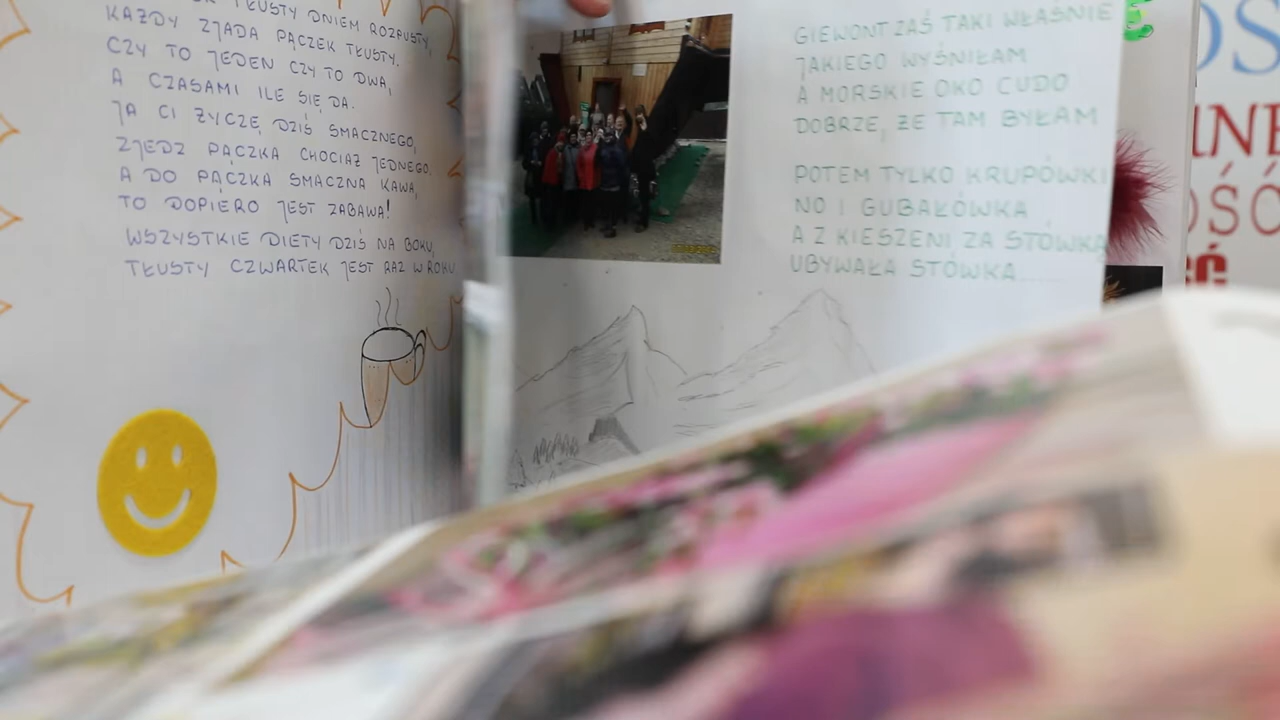 TŁUSTY DNIEM ROZPUSTY,
KAŻDY ZJADA PĄCZEK TŁUSTY.
CZY TO JEDEN CZY TO DWA,
A CZASAMI ILE SIĘ DA.
JA CI ŻYCZĘ DZIŚ SMACZNEGO,
ZJEDZ PĄCZKA CHOCIAŻ JEDNEGO.
A DO PĄCZKA SMACZNA KAWA,
TO DOPIERO JEST ZABAWA!
WSZYSTKIE DIETY DZIŚ NA BOKU,
TŁUSTY CZWARTEK JEST RAZ W ROKU.
GIEWONT ZAŚ TAKI WŁAŚNIE
JAKIEGO WYŚNIŁAM
A MORSKIE OKO CUDO
DOBRZE, ŻE TAM BYŁAM
POTEM TYLKO KRUPÓWKI
NO I GUBAŁÓWKA
A Z KIESZENI ZA STÓWKĄ
UBYWAŁA STÓWKA.....